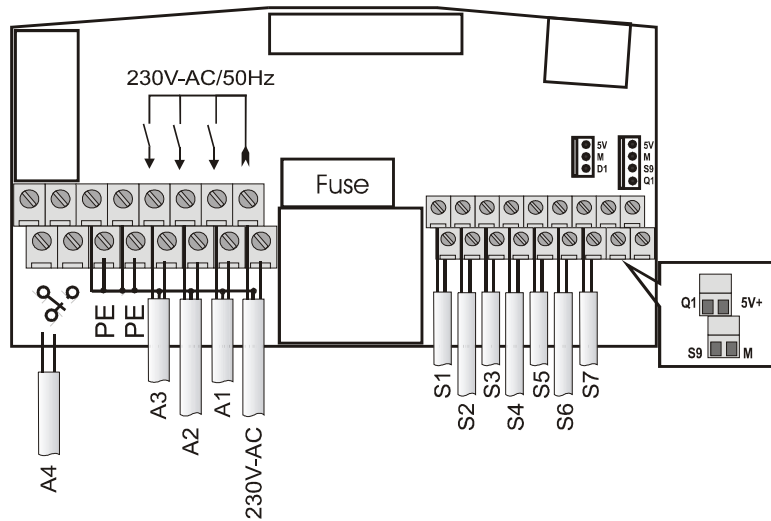 230V-AC/50Hz
Fuse
5V
M
D1
5V
M
S9
Q1
PE
PE
A4
A3
A2
A1
230V-AC
S1
S2
S3
S4
S5
S6
S7
Q1 5V+
S9 M